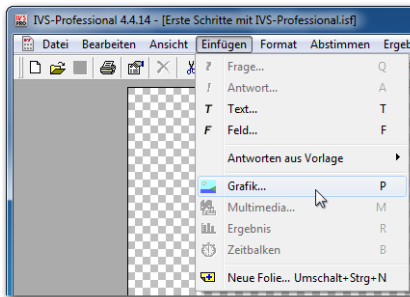 IVS-Professional 4.4.14 - [Erste Schritte mit IVS-Professional.isf]
Datei Bearbeiten Ansicht Einfügen Format Abstimmen
? Frage... Q
! Antwort... A
T Text... T
F Feld... F
Antworten aus Vorlage
Grafik... P
Multimedia... M
Ergebnis R
Zeitbalken B
Neue Folie... Umschalt+Strg+N